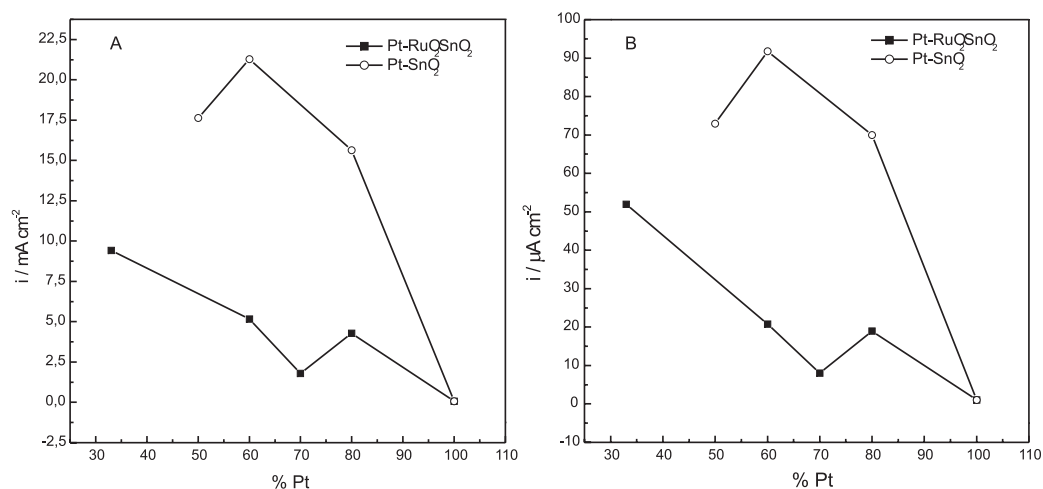 A
Pt-RuO₂SnO₂
Pt-SnO₂
22,5
20,0
17,5
15,0
12,5
10,0
7,5
5,0
2,5
0,0
-2,5
i / mA cm⁻²
30 40 50 60 70 80 90 100 110
% Pt
B
Pt-RuO₂SnO₂
Pt-SnO₂
100
90
80
70
60
50
40
30
20
10
0
-10
i / µA cm⁻²
30 40 50 60 70 80 90 100 110
% Pt